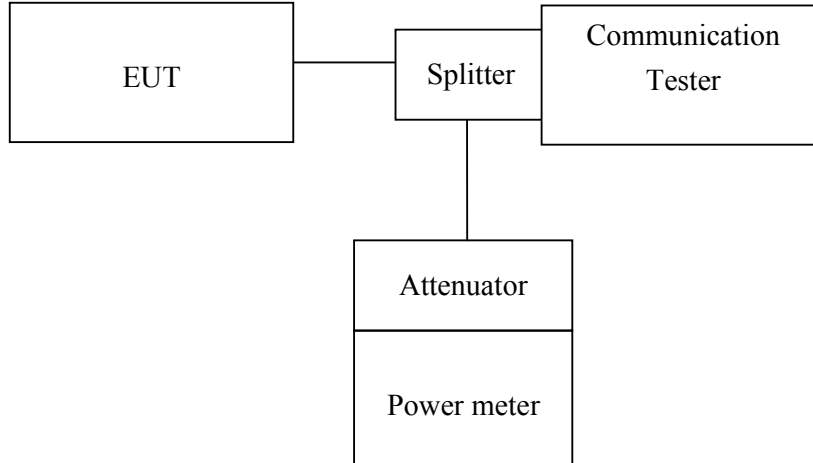 EUT
Splitter
Communication
Tester
Attenuator
Power meter